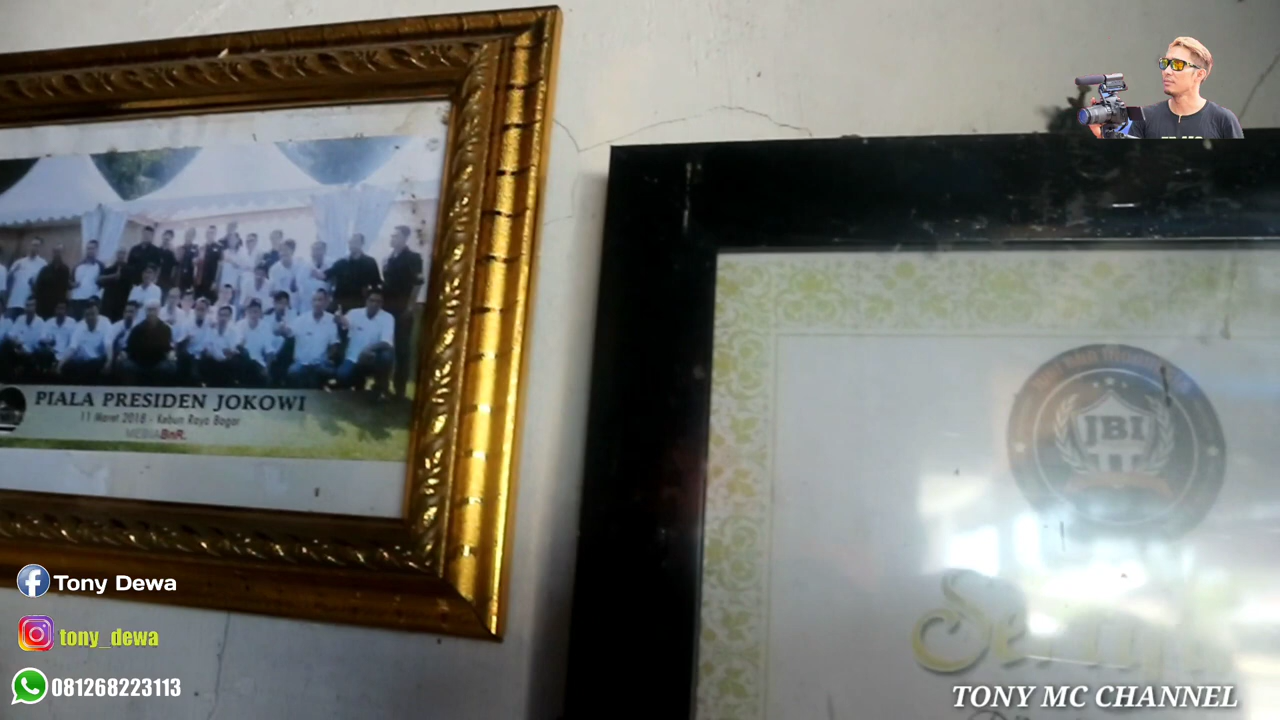 PIALA PRESIDEN JOKOWI
11 Maret 2018 - Kebun Raya Bogor
MEDIABnR.
JBI
Tony Dewa
tony_dewa
081268223113
TONY MC CHANNEL